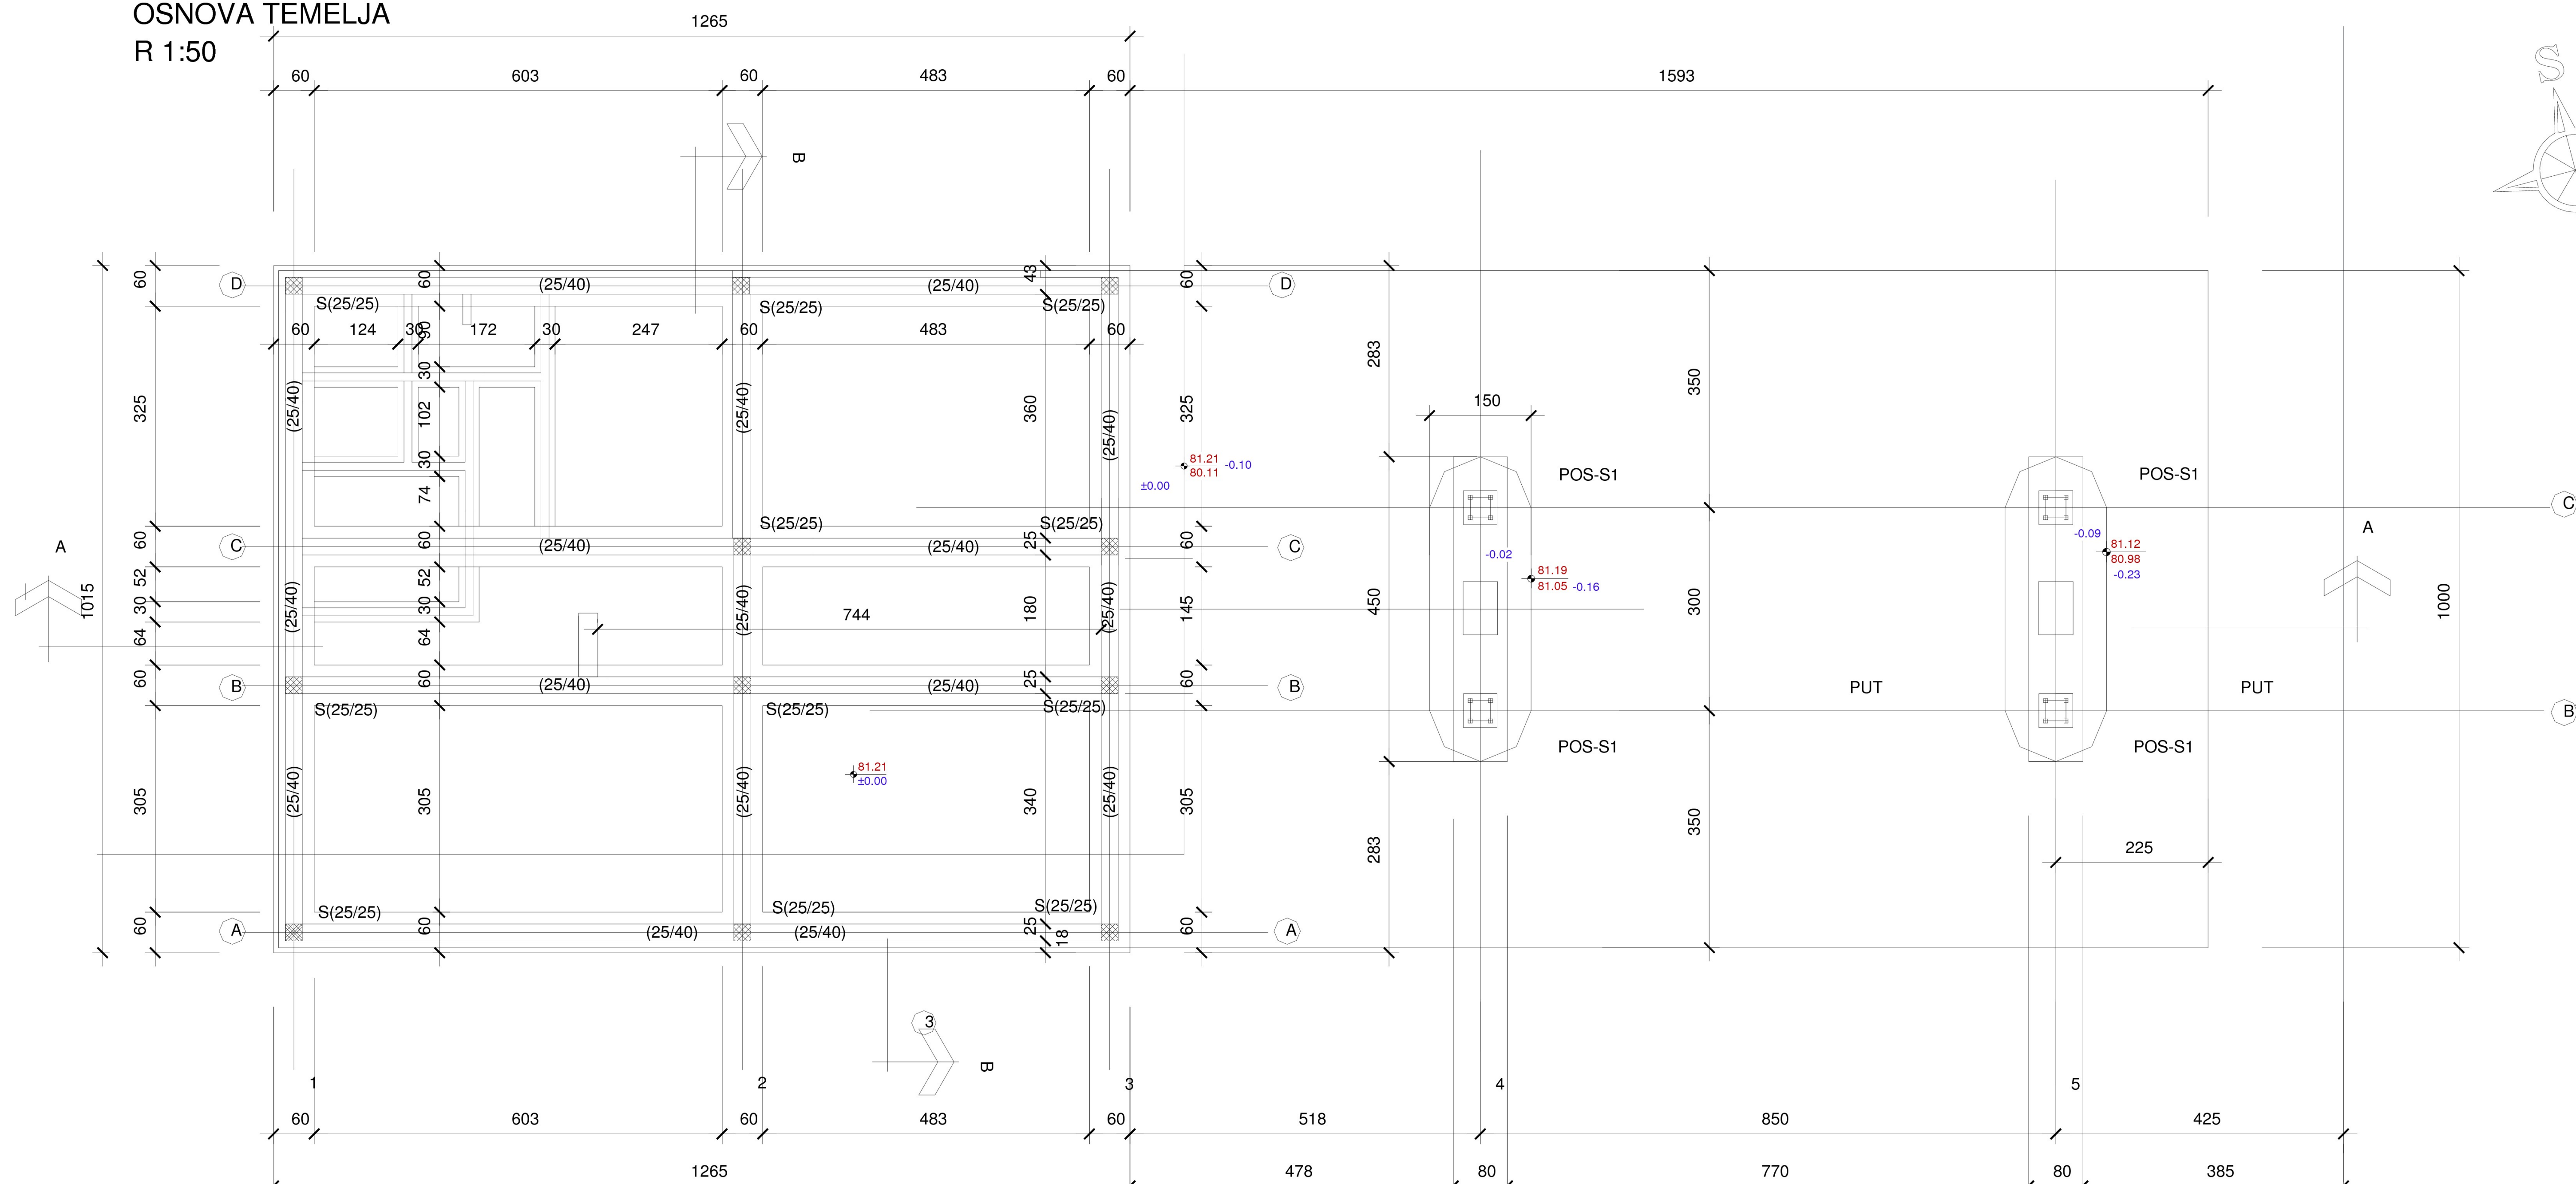 OSNOVA TEMELJA
R 1:50
1265
60 603 60 483 60 1593
S
B
60 60 43 60
D (25/40) (25/40) D
S(25/25) S(25/25) S(25/25)
60 124 30 90 172 30 247 60 483 60
283 350
30
150
325 (25/40) 102 (25/40) 360 (25/40) 325
30
81.21 -0.10
80.11
±0.00
POS-S1 POS-S1
74
C
S(25/25) S(25/25)
A 60 C 60 (25/40) (25/40) 25 60 C
A
-0.02 -0.09 81.12
80.98
-0.23
81.19
81.05 -0.16
52 52
1015 30 (25/40) 30 (25/40) 180 (25/40) 145 450 300 1000
744
64 64
60 B 60 (25/40) (25/40) 25 60 B
PUT PUT
S(25/25) S(25/25) S(25/25)
B
POS-S1 POS-S1
81.21
±0.00
305 (25/40) 305 (25/40) 340 (25/40) 305
283 350 225
S(25/25) S(25/25) S(25/25)
60 A 60 (25/40) (25/40) 25 18 60 A
3
B
1 2 3 4 5
60 603 60 483 60 518 850 425
1265 478 80 770 80 385